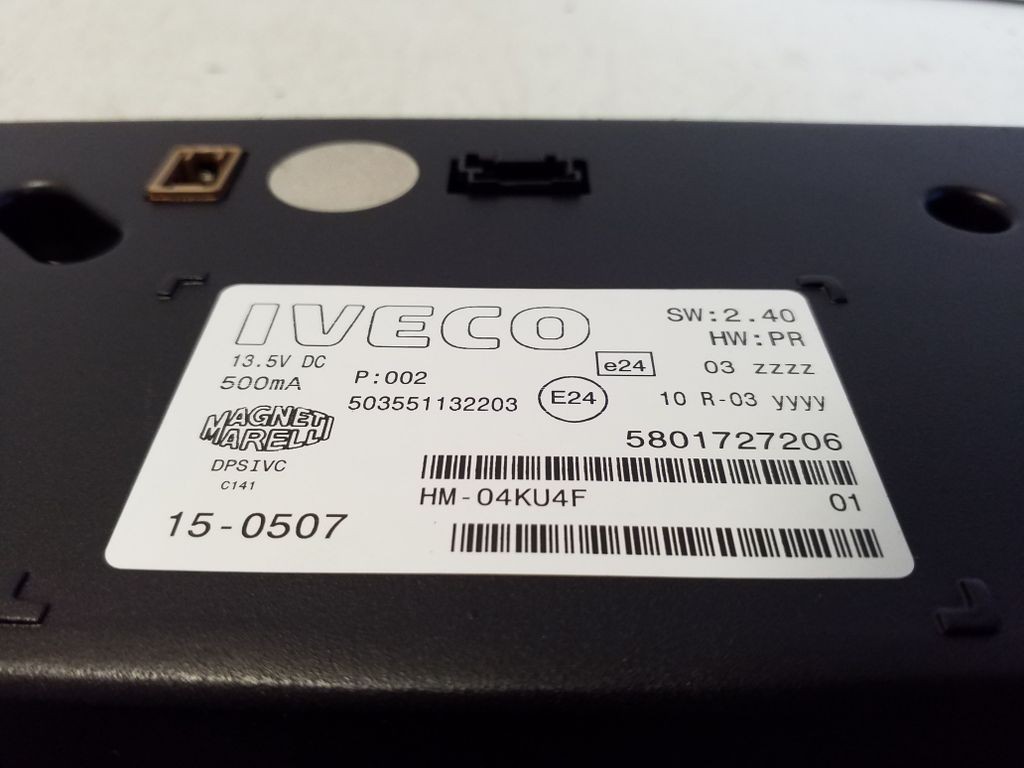 IVECO
SW:2.40
HW:PR
13.5V DC
500mA
P:002
503551132203
e24
E24
03 zzzz
10 R-03 yyyy
5801727206
MAGNETI
MARELLI
DPSIVC
C141
HM-04KU4F
01
15-0507